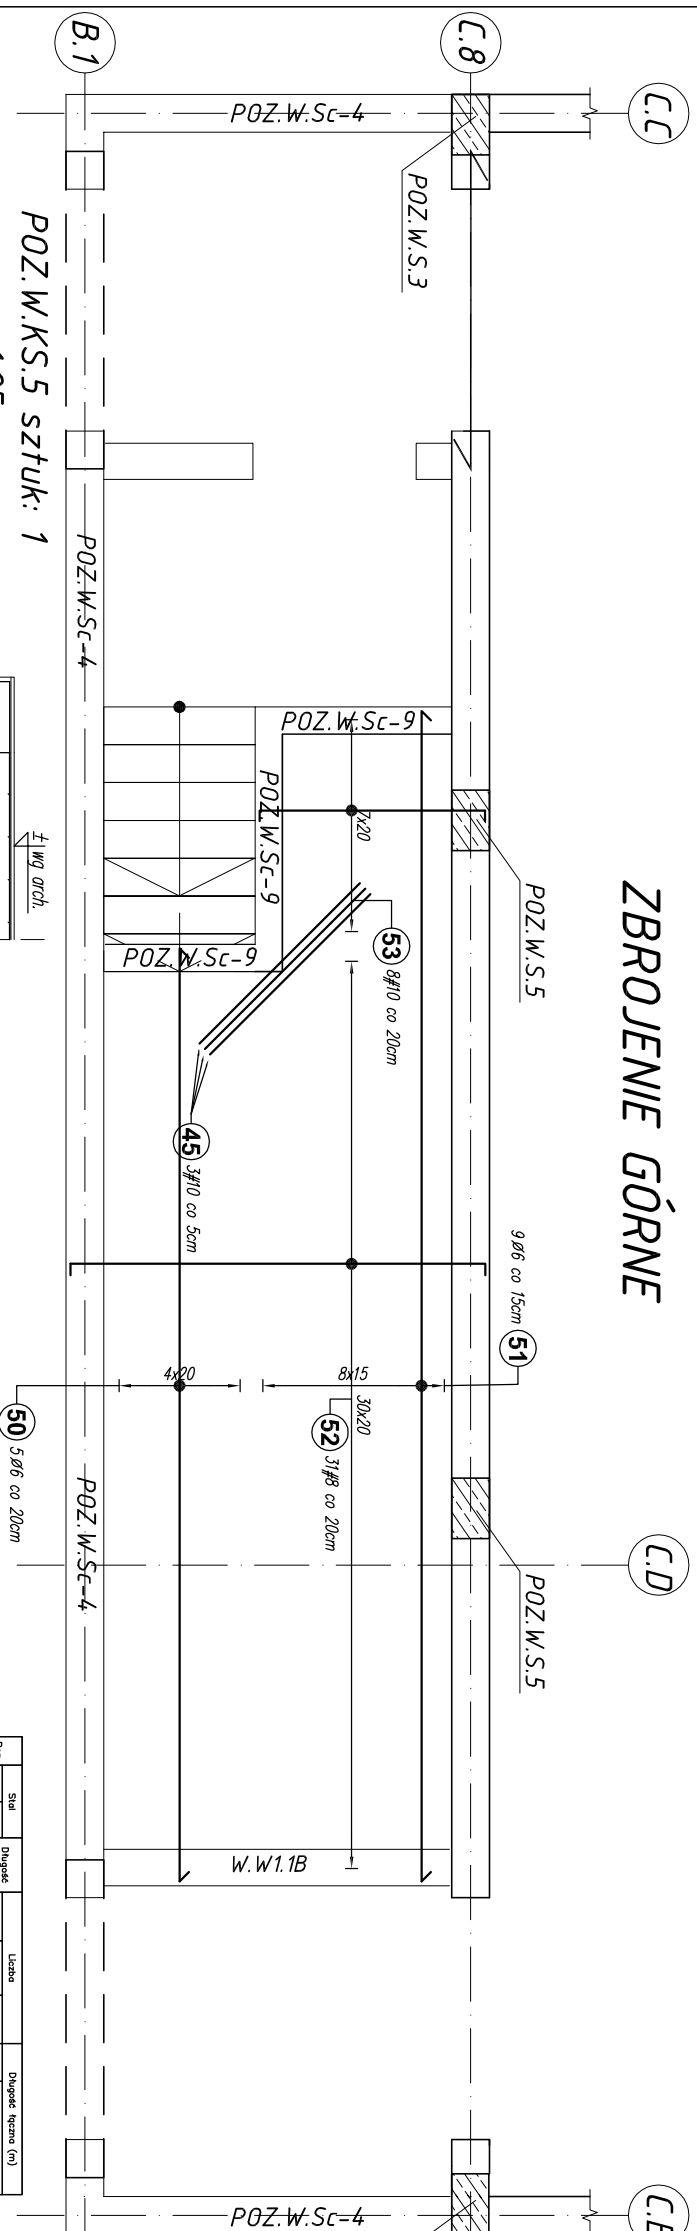 ZBROJENIE GÓRNE
C.C
C.D
C.E
C.8
B.1
POZ.W.Sc-4
POZ.W.S.3
POZ.W.S.5
POZ.W.S.5
9ø6 co 15cm 51
POZ.W.Sc-9
7x20
53 8#10 co 20cm
POZ.W.Sc-9
POZ.W.Sc-9
45 3#10 co 5cm
8x15
30x20
52 31#8 co 20cm
4x20
W.W1.1B
POZ.W.Sc-4
POZ.W.Sc-4
POZ.W.Sc-4
50 5ø6 co 20cm
POZ.W.KS.5 sztuk: 1
± wg arch.
Stal
Długość
Liczba
Długość łączna (m)